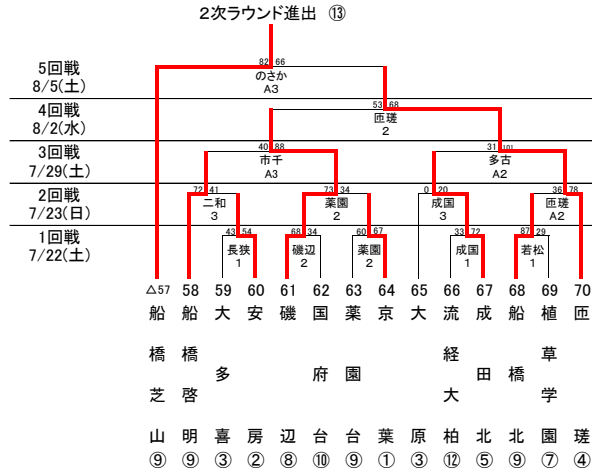 2次ラウンド進出 ⑬
82 66
5回戦
8/5(土)
のさか
A3
53 68
4回戦
8/2(水)
匝瑳
2
40 88
31 101
3回戦
7/29(土)
市千
A3
多古
A2
72 41
73 34
0 20
36 78
2回戦
7/23(日)
二和
3
薬園
2
成国
3
匝瑳
A2
43 54
68 34
60 67
33 72
87 29
1回戦
7/22(土)
長狭
1
磯辺
2
薬園
2
成国
1
若松
1
△57 58 59 60 61 62 63 64 65 66 67 68 69 70
船橋芝山⑨
船橋啓明⑨
大多喜③
安房②
磯辺⑧
国府台⑩
薬園台⑨
京葉①
大原③
流経大柏⑫
成田北⑤
船橋北⑨
植草学園⑦
匝瑳④